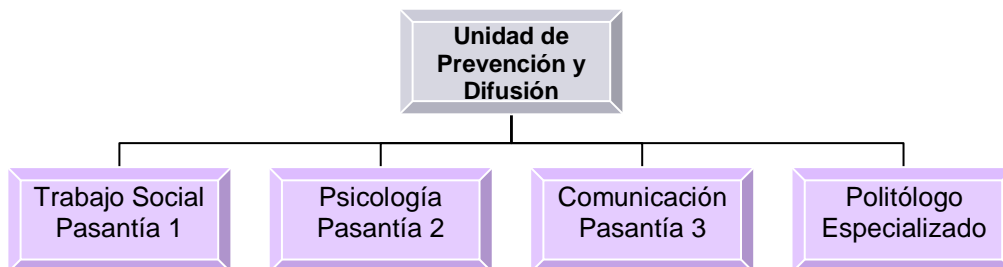 Unidad de
Prevención y
Difusión
Trabajo Social
Pasantía 1
Psicología
Pasantía 2
Comunicación
Pasantía 3
Politólogo
Especializado